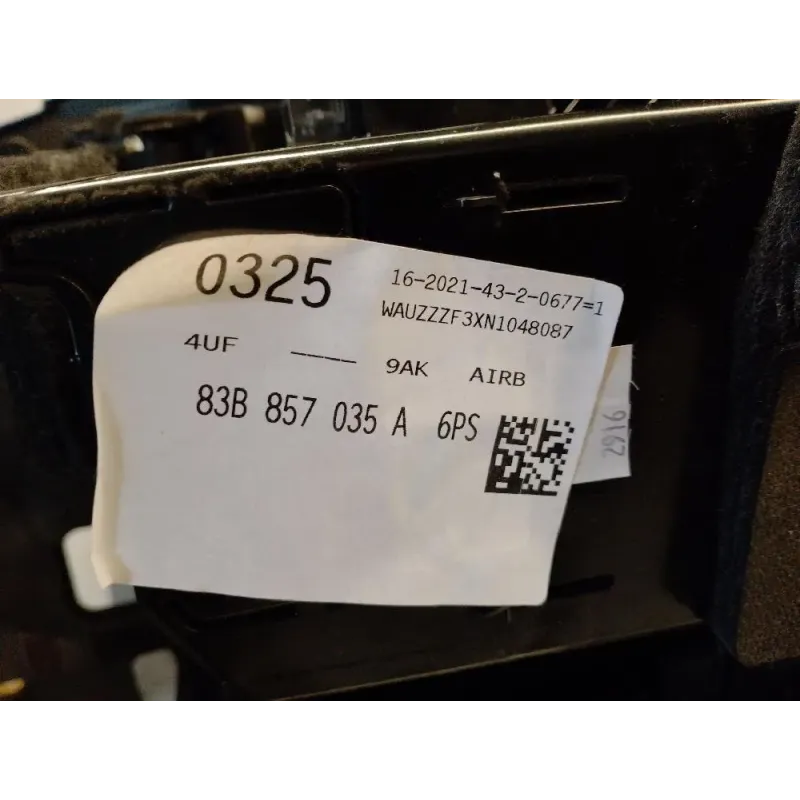 0325
16-2021-43-2-0677=1
WAUZZZF3XN1048087
4UF ---- 9AK AIRB
83B 857 035 A 6PS
2916